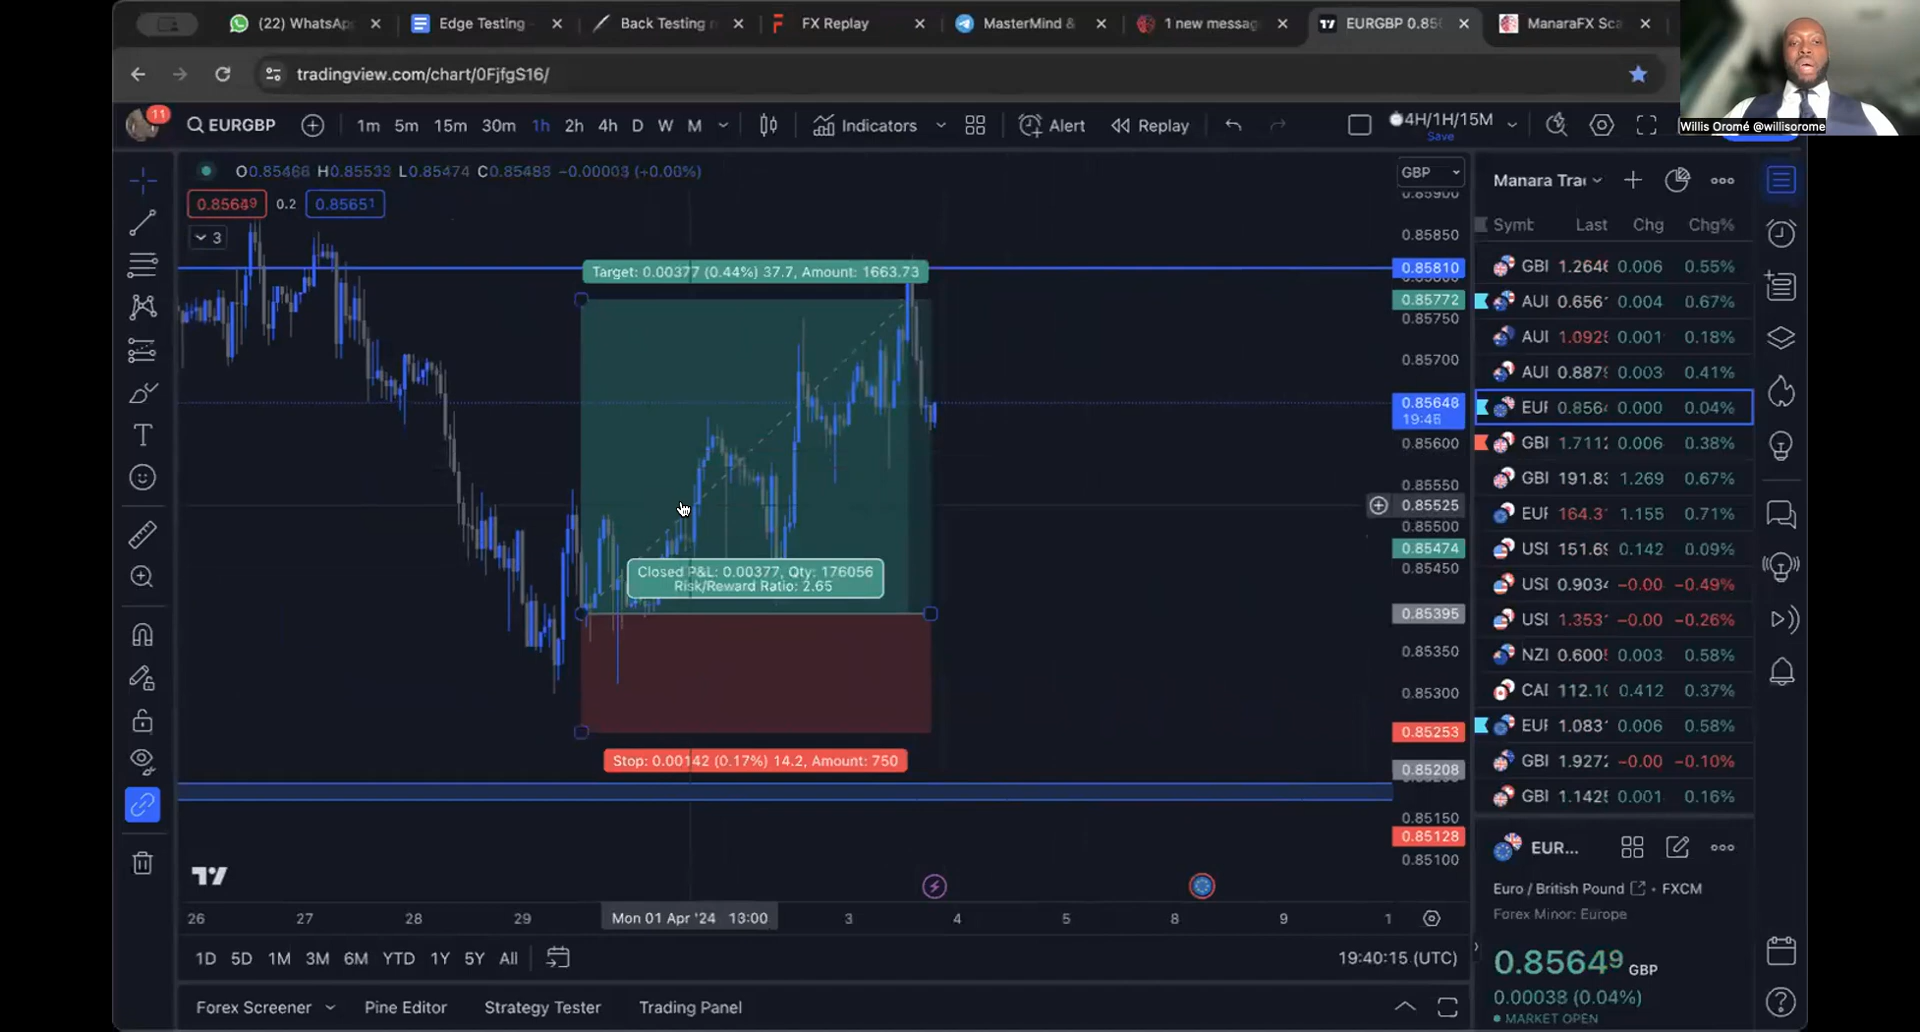 (22) WhatsAp
Edge Testing
Back Testing r
FX Replay
MasterMind &
1 new messag
EURGBP 0.856
ManaraFX Sca
tradingview.com/chart/0FjfgS16/
Willis Oromé @willisorome
11
EURGBP
1m 5m 15m 30m 1h 2h 4h D W M
Indicators
Alert
Replay
4H/1H/15M
Save
O0.85466 H0.85533 L0.85474 C0.85483 −0.00003 (−0.00%)
0.85649 0.2 0.85651
3
GBP
0.85900
0.85850
0.85810
0.85772
0.85750
0.85700
0.85648
19:45
0.85600
0.85550
0.85525
0.85500
0.85474
0.85450
0.85395
0.85350
0.85300
0.85253
0.85208
0.85150
0.85128
0.85100
Target: 0.00377 (0.44%) 37.7, Amount: 1663.73
Closed P&L: 0.00377, Qty: 176056
Risk/Reward Ratio: 2.65
Stop: 0.00142 (0.17%) 14.2, Amount: 750
26 27 28 29 Mon 01 Apr '24 13:00 3 4 5 8 9 1
1D 5D 1M 3M 6M YTD 1Y 5Y All
19:40:15 (UTC)
Forex Screener Pine Editor Strategy Tester Trading Panel
Manara Tra
Symb Last Chg Chg%
GBI 1.2646 0.006 0.55%
AUI 0.656 0.004 0.67%
AUI 1.092 0.001 0.18%
AUI 0.887 0.003 0.41%
EUI 0.856 0.000 0.04%
GBI 1.711 0.006 0.38%
GBI 191.8 1.269 0.67%
EUI 164.3 1.155 0.71%
USI 151.6 0.142 0.09%
USI 0.903 −0.00 −0.49%
USI 1.353 −0.00 −0.26%
NZI 0.600 0.003 0.58%
CAI 112.1 0.412 0.37%
EUI 1.083 0.006 0.58%
GBI 1.927 −0.00 −0.10%
GBI 1.142 0.001 0.16%
EUR...
Euro / British Pound • FXCM
Forex Minor: Europe
0.85649 GBP
0.00038 (0.04%)
MARKET OPEN